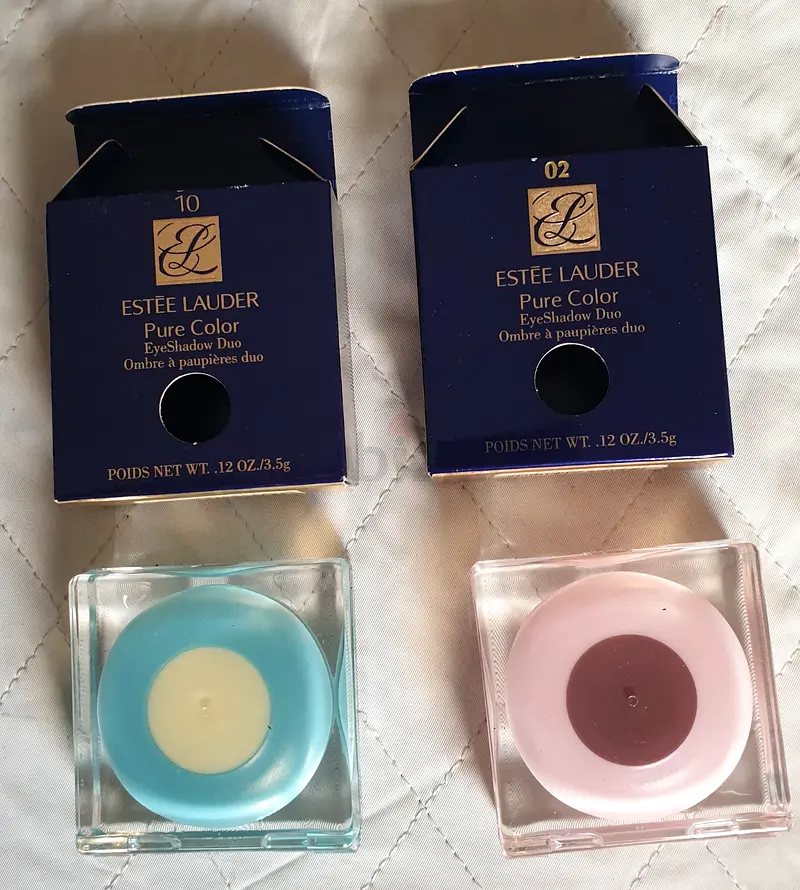 10
EL
ESTĒE LAUDER
Pure Color
EyeShadow Duo
Ombre à paupières duo
POIDS NET WT. .12 OZ./3.5g
02
EL
ESTĒE LAUDER
Pure Color
EyeShadow Duo
Ombre à paupières duo
POIDS NET WT. .12 OZ./3.5g